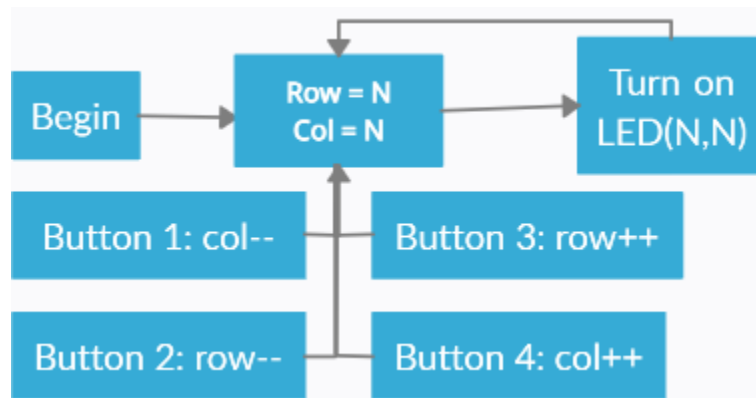 Begin
Row = N
Col = N
Turn on
LED(N,N)
Button 1: col--
Button 3: row++
Button 2: row--
Button 4: col++